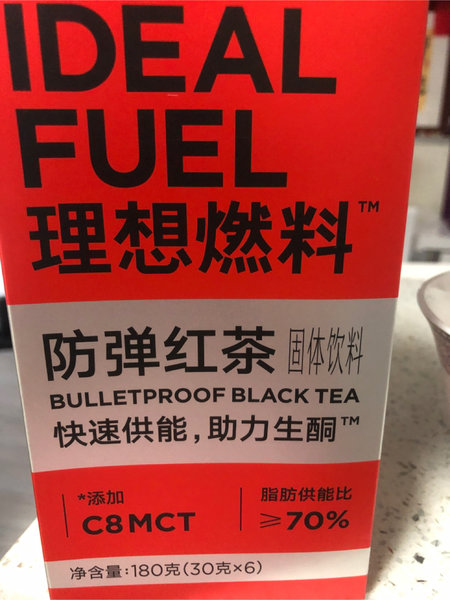 IDEAL
FUEL
理想燃料™
防弹红茶 固体饮料
BULLETPROOF BLACK TEA
快速供能,助力生酮™
*添加
C8MCT
脂肪供能比
≥70%
净含量:180克(30克×6)